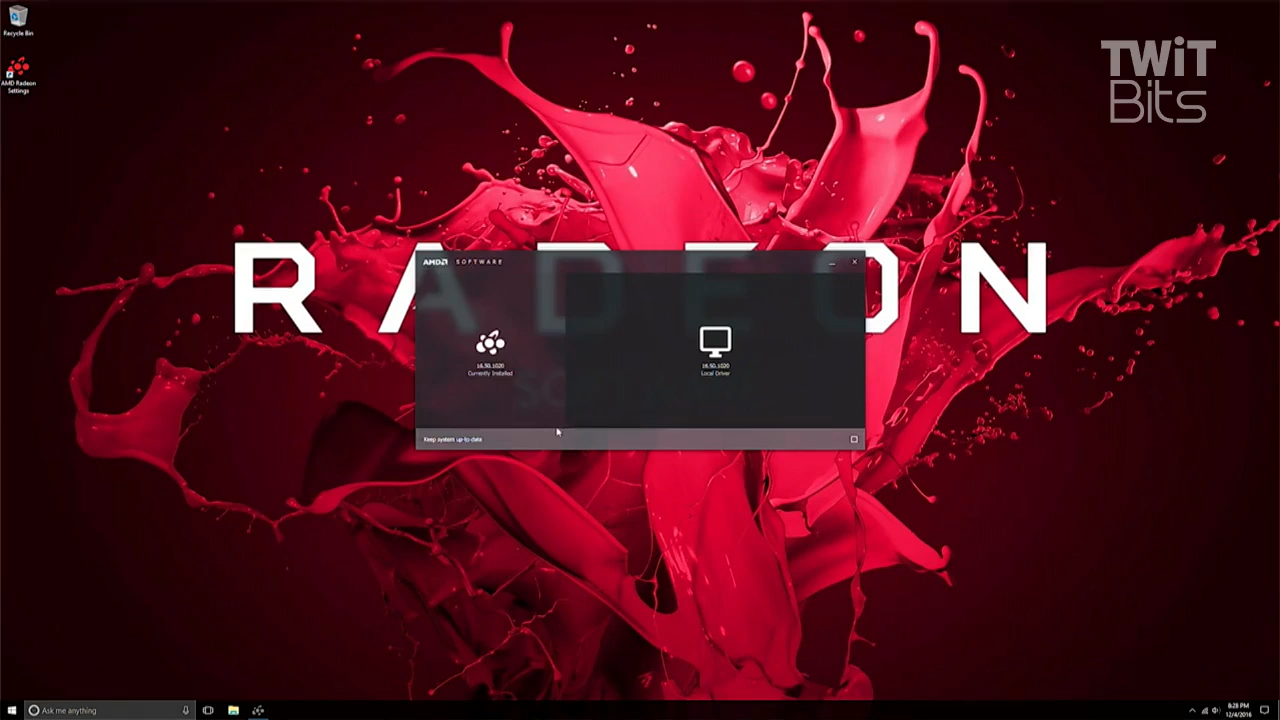 Recycle Bin
AMD Radeon
Settings
TWiT
Bits
RADEON
AMD SOFTWARE
16.50.1020
Currently Installed
16.50.1020
Local Driver
Keep system up-to-date
Ask me anything
8:28 PM
12/4/2016